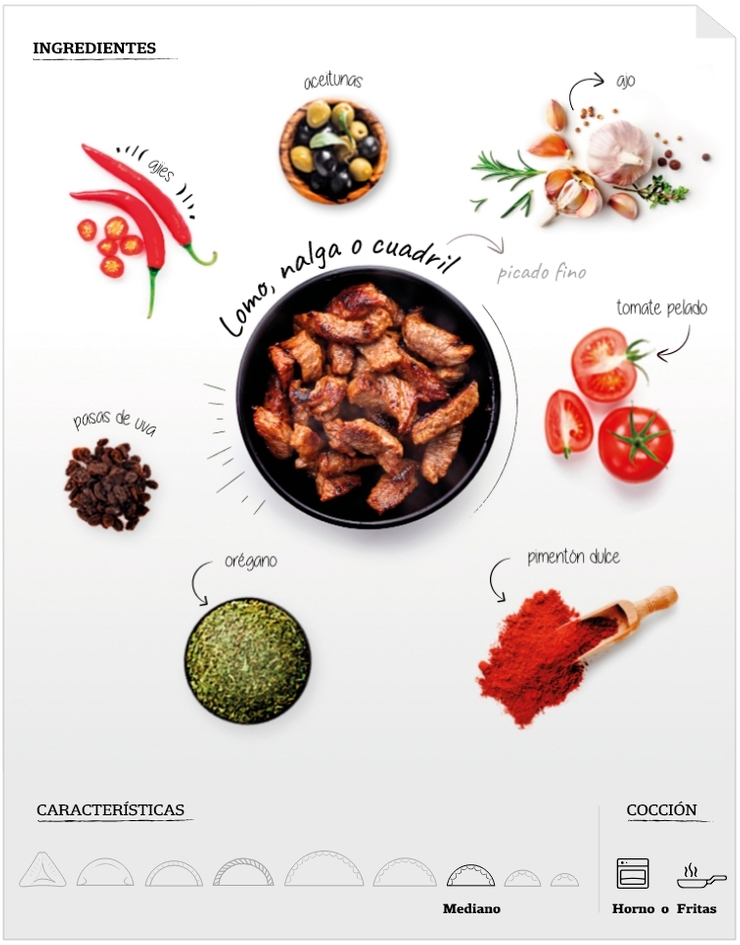 INGREDIENTES
aceitunas
ajo
ajíes
Lomo, nalga o cuadril
picado fino
tomate pelado
pasas de uva
orégano
pimentón dulce
CARACTERÍSTICAS
COCCIÓN
Mediano
Horno o Fritas